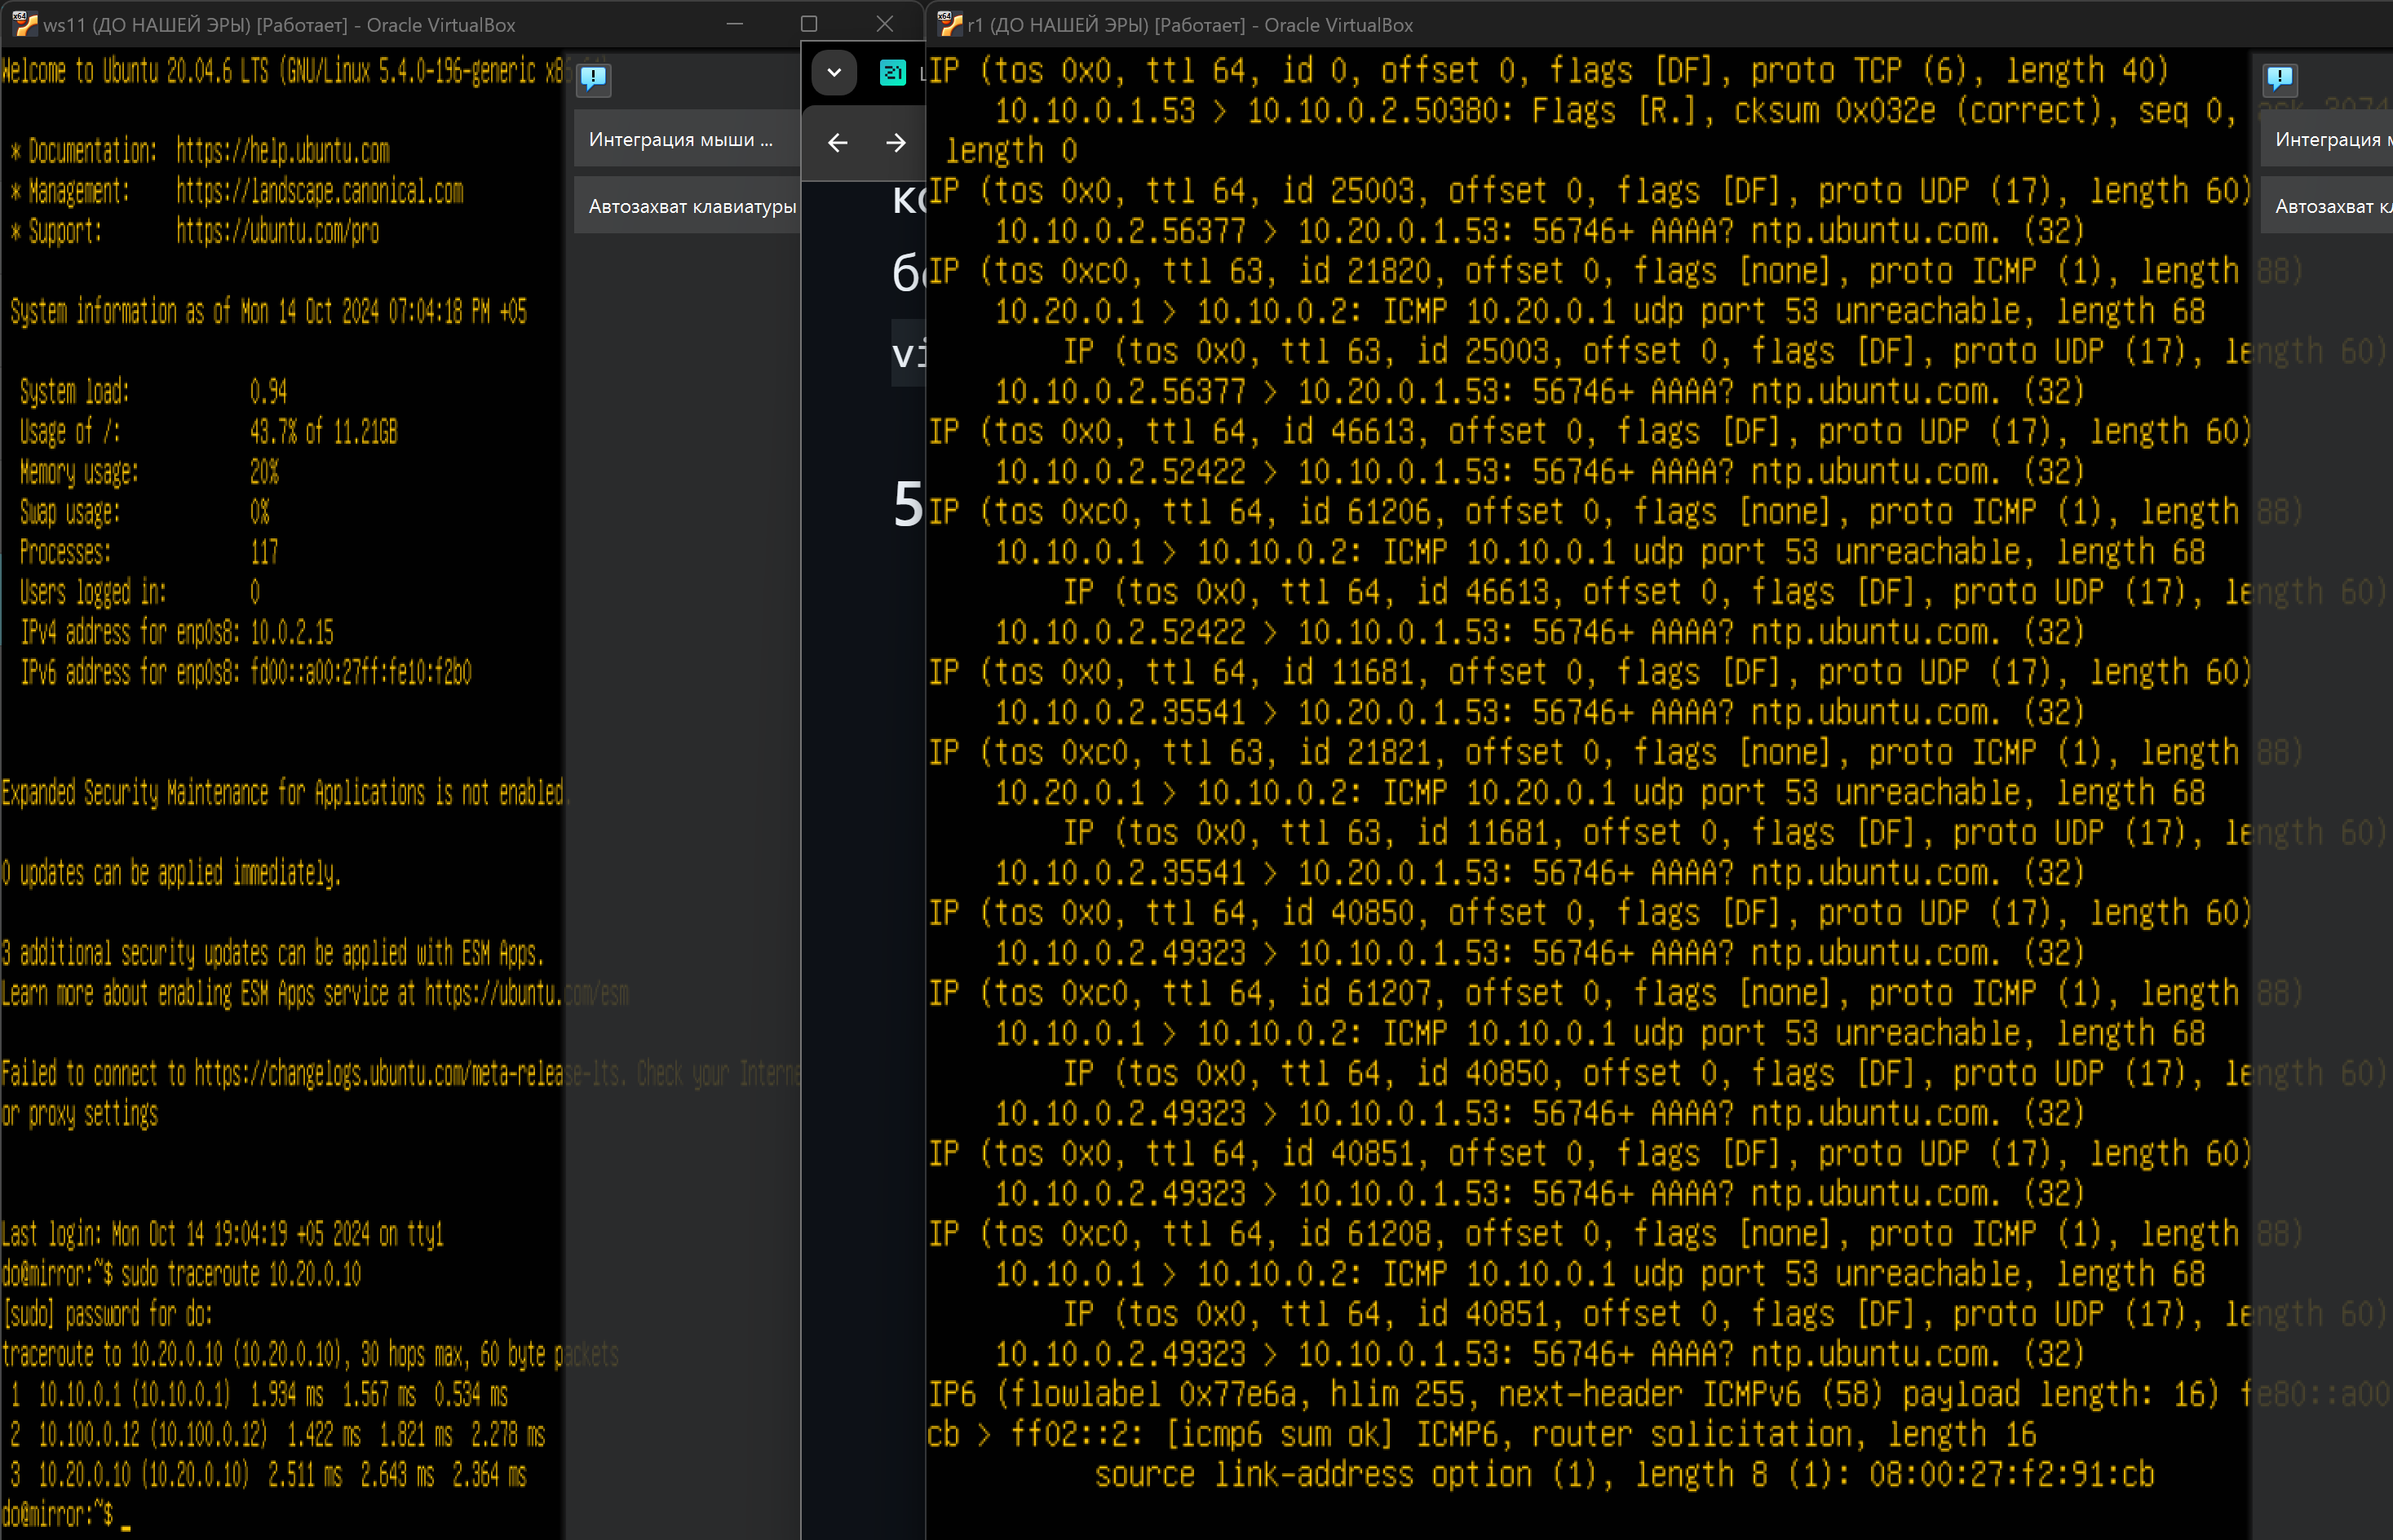 ws11 (ДО НАШЕЙ ЭРЫ) [Работает] - Oracle VirtualBox
Welcome to Ubuntu 20.04.6 LTS (GNU/Linux 5.4.0-196-generic x86_64)
* Documentation:  https://help.ubuntu.com
* Management:     https://landscape.canonical.com
* Support:        https://ubuntu.com/pro
System information as of Mon 14 Oct 2024 07:04:18 PM +05
System load:             0.94
Usage of /:              43.7% of 11.21GB
Memory usage:            20%
Swap usage:              0%
Processes:               117
Users logged in:         0
IPv4 address for enp0s8: 10.0.2.15
IPv6 address for enp0s8: fd00::a00:27ff:fe10:f2b0
Expanded Security Maintenance for Applications is not enabled.
0 updates can be applied immediately.
3 additional security updates can be applied with ESM Apps.
Learn more about enabling ESM Apps service at https://ubuntu.com/esm
Failed to connect to https://changelogs.ubuntu.com/meta-release-lts. Check your Interne
or proxy settings
Last login: Mon Oct 14 19:04:19 +05 2024 on tty1
do@mirror:~$ sudo traceroute 10.20.0.10
[sudo] password for do:
traceroute to 10.20.0.10 (10.20.0.10), 30 hops max, 60 byte packets
1  10.10.0.1 (10.10.0.1)  1.934 ms  1.567 ms  0.534 ms
2  10.100.0.12 (10.100.0.12)  1.422 ms  1.821 ms  2.278 ms
3  10.20.0.10 (10.20.0.10)  2.511 ms  2.643 ms  2.364 ms
do@mirror:~$ _
Интеграция мыши ...
Автозахват клавиатуры
21
ко
бо
vi
5
r1 (ДО НАШЕЙ ЭРЫ) [Работает] - Oracle VirtualBox
IP (tos 0x0, ttl 64, id 0, offset 0, flags [DF], proto TCP (6), length 40)
10.10.0.1.53 > 10.10.0.2.50380: Flags [R.], cksum 0x032e (correct), seq 0, ack
length 0
IP (tos 0x0, ttl 64, id 25003, offset 0, flags [DF], proto UDP (17), length 60)
10.10.0.2.56377 > 10.20.0.1.53: 56746+ AAAA? ntp.ubuntu.com. (32)
IP (tos 0xc0, ttl 63, id 21820, offset 0, flags [none], proto ICMP (1), length 88)
10.20.0.1 > 10.10.0.2: ICMP 10.20.0.1 udp port 53 unreachable, length 68
IP (tos 0x0, ttl 63, id 25003, offset 0, flags [DF], proto UDP (17), length 60)
10.10.0.2.56377 > 10.20.0.1.53: 56746+ AAAA? ntp.ubuntu.com. (32)
IP (tos 0x0, ttl 64, id 46613, offset 0, flags [DF], proto UDP (17), length 60)
10.10.0.2.52422 > 10.10.0.1.53: 56746+ AAAA? ntp.ubuntu.com. (32)
IP (tos 0xc0, ttl 64, id 61206, offset 0, flags [none], proto ICMP (1), length 88)
10.10.0.1 > 10.10.0.2: ICMP 10.10.0.1 udp port 53 unreachable, length 68
IP (tos 0x0, ttl 64, id 46613, offset 0, flags [DF], proto UDP (17), length 60)
10.10.0.2.52422 > 10.10.0.1.53: 56746+ AAAA? ntp.ubuntu.com. (32)
IP (tos 0x0, ttl 64, id 11681, offset 0, flags [DF], proto UDP (17), length 60)
10.10.0.2.35541 > 10.20.0.1.53: 56746+ AAAA? ntp.ubuntu.com. (32)
IP (tos 0xc0, ttl 63, id 21821, offset 0, flags [none], proto ICMP (1), length 88)
10.20.0.1 > 10.10.0.2: ICMP 10.20.0.1 udp port 53 unreachable, length 68
IP (tos 0x0, ttl 63, id 11681, offset 0, flags [DF], proto UDP (17), length 60)
10.10.0.2.35541 > 10.20.0.1.53: 56746+ AAAA? ntp.ubuntu.com. (32)
IP (tos 0x0, ttl 64, id 40850, offset 0, flags [DF], proto UDP (17), length 60)
10.10.0.2.49323 > 10.10.0.1.53: 56746+ AAAA? ntp.ubuntu.com. (32)
IP (tos 0xc0, ttl 64, id 61207, offset 0, flags [none], proto ICMP (1), length 88)
10.10.0.1 > 10.10.0.2: ICMP 10.10.0.1 udp port 53 unreachable, length 68
IP (tos 0x0, ttl 64, id 40850, offset 0, flags [DF], proto UDP (17), length 60)
10.10.0.2.49323 > 10.10.0.1.53: 56746+ AAAA? ntp.ubuntu.com. (32)
IP (tos 0x0, ttl 64, id 40851, offset 0, flags [DF], proto UDP (17), length 60)
10.10.0.2.49323 > 10.10.0.1.53: 56746+ AAAA? ntp.ubuntu.com. (32)
IP (tos 0xc0, ttl 64, id 61208, offset 0, flags [none], proto ICMP (1), length 88)
10.10.0.1 > 10.10.0.2: ICMP 10.10.0.1 udp port 53 unreachable, length 68
IP (tos 0x0, ttl 64, id 40851, offset 0, flags [DF], proto UDP (17), length 60)
10.10.0.2.49323 > 10.10.0.1.53: 56746+ AAAA? ntp.ubuntu.com. (32)
IP6 (flowlabel 0x77e6a, hlim 255, next-header ICMPv6 (58) payload length: 16) fe80::a00
cb > ff02::2: [icmp6 sum ok] ICMP6, router solicitation, length 16
source link-address option (1), length 8 (1): 08:00:27:f2:91:cb
Интеграция м
Автозахват кл